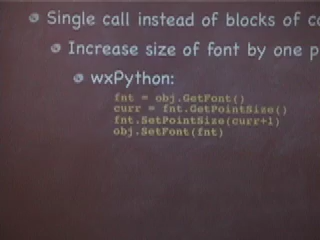 Single call instead of blocks of
Increase size of font by one
wxPython:
fnt = obj.GetFont()
curr = fnt.GetPointSize()
fnt.SetPointSize(curr+1)
obj.SetFont(fnt)